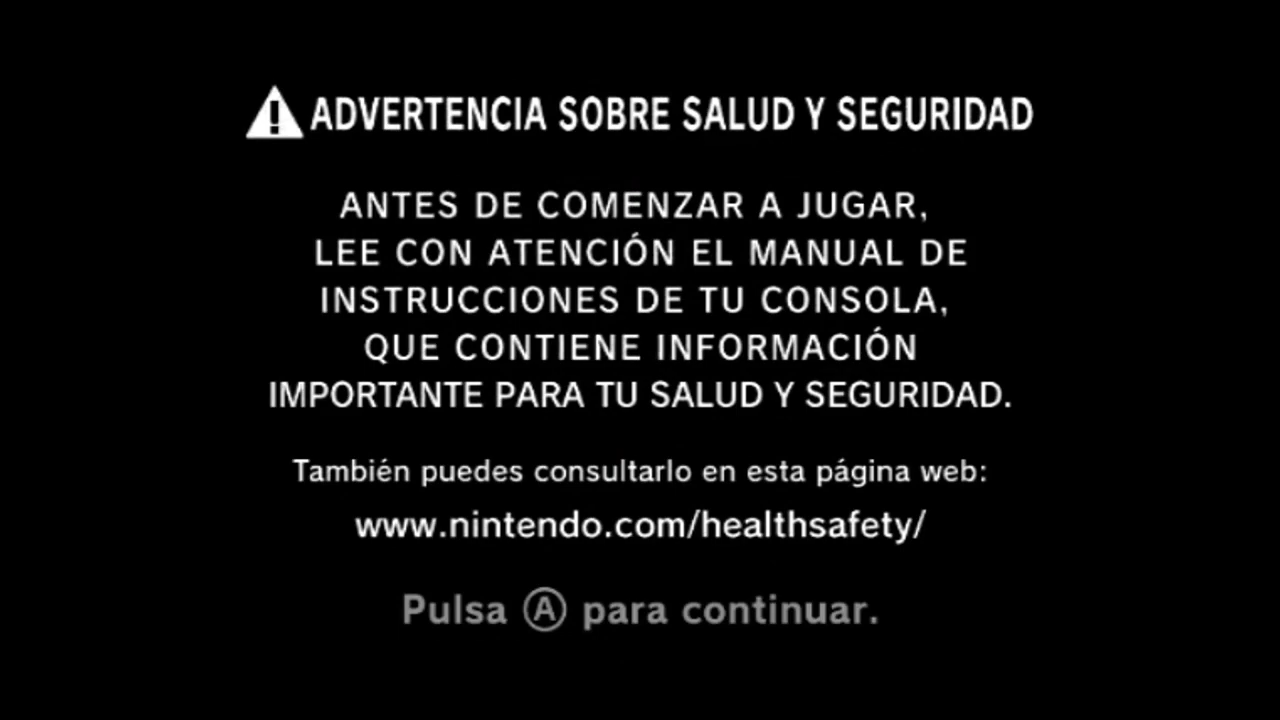 ⚠ ADVERTENCIA SOBRE SALUD Y SEGURIDAD
ANTES DE COMENZAR A JUGAR,
LEE CON ATENCIÓN EL MANUAL DE
INSTRUCCIONES DE TU CONSOLA,
QUE CONTIENE INFORMACIÓN
IMPORTANTE PARA TU SALUD Y SEGURIDAD.
También puedes consultarlo en esta página web:
www.nintendo.com/healthsafety/
Pulsa Ⓐ para continuar.